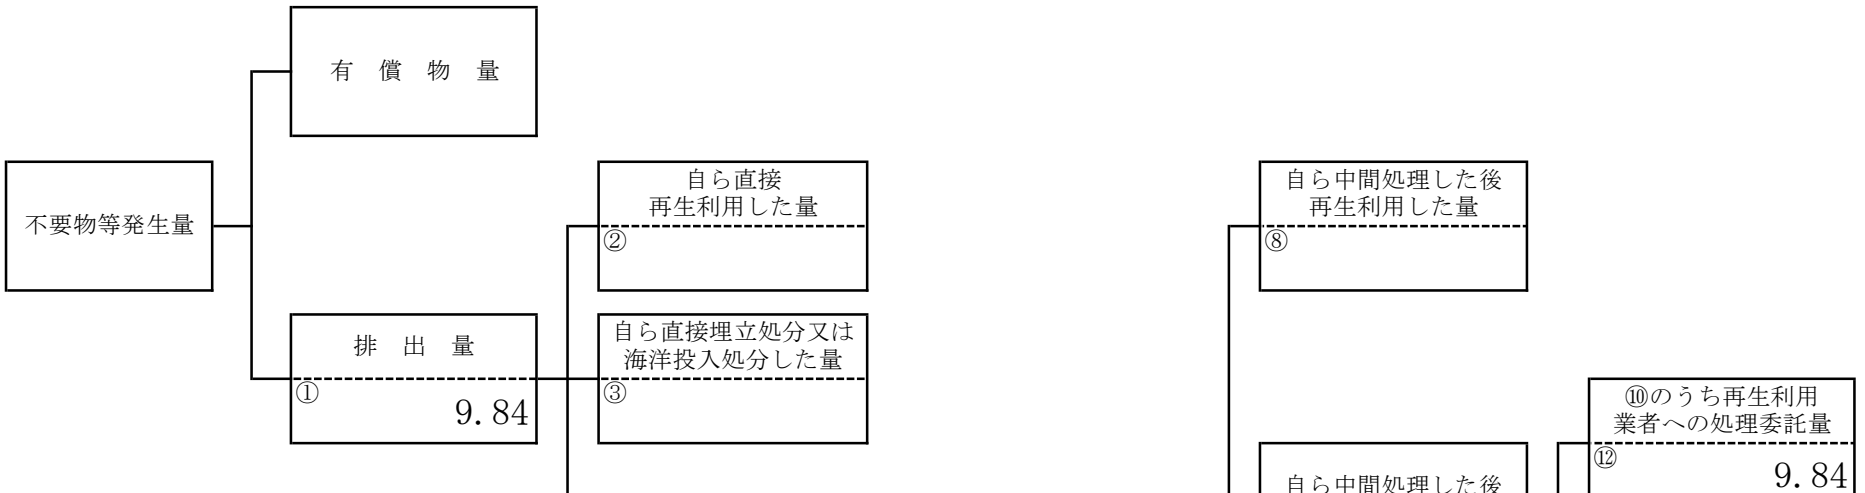 有　償　物　量
不要物等発生量
自ら直接
再生利用した量
②
自ら中間処理した後
再生利用した量
⑧
排　出　量
①
9.84
自ら直接埋立処分又は
海洋投入処分した量
③
⑩のうち再生利用
業者への処理委託量
⑫
9.84
自ら中間処理した後